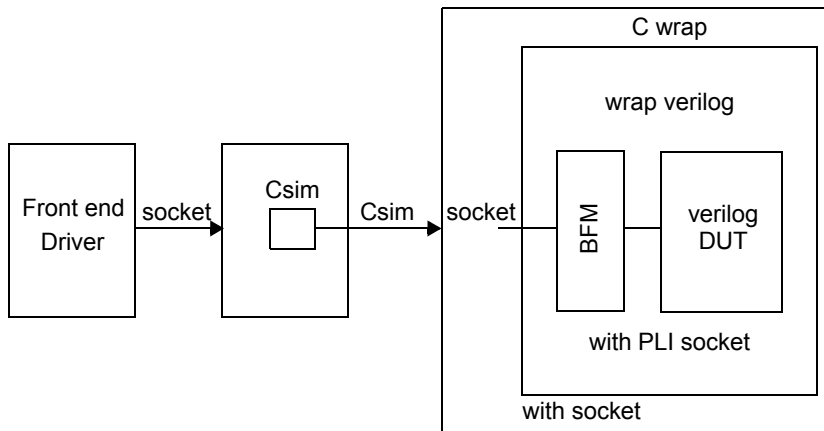 C wrap
wrap verilog
Front end
Driver
socket
Csim
Csim
socket
BFM
verilog
DUT
with PLI socket
with socket